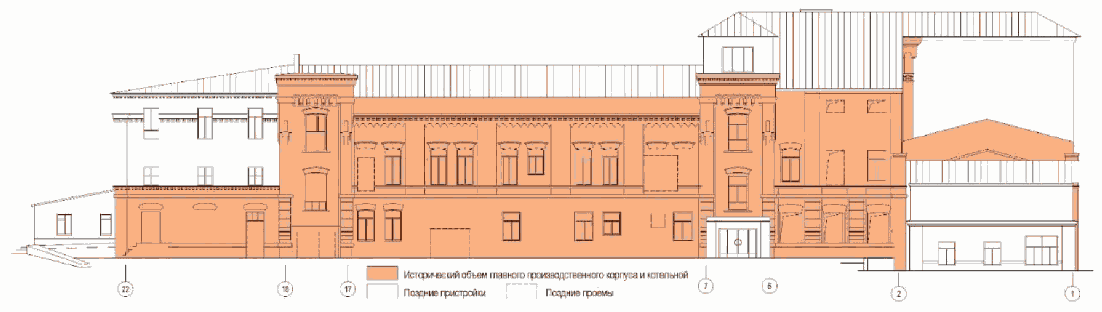 Исторический объем главного производственного корпуса и котельной
22 18 17 Поздние пристройки Поздние проемы 7 6 2 1